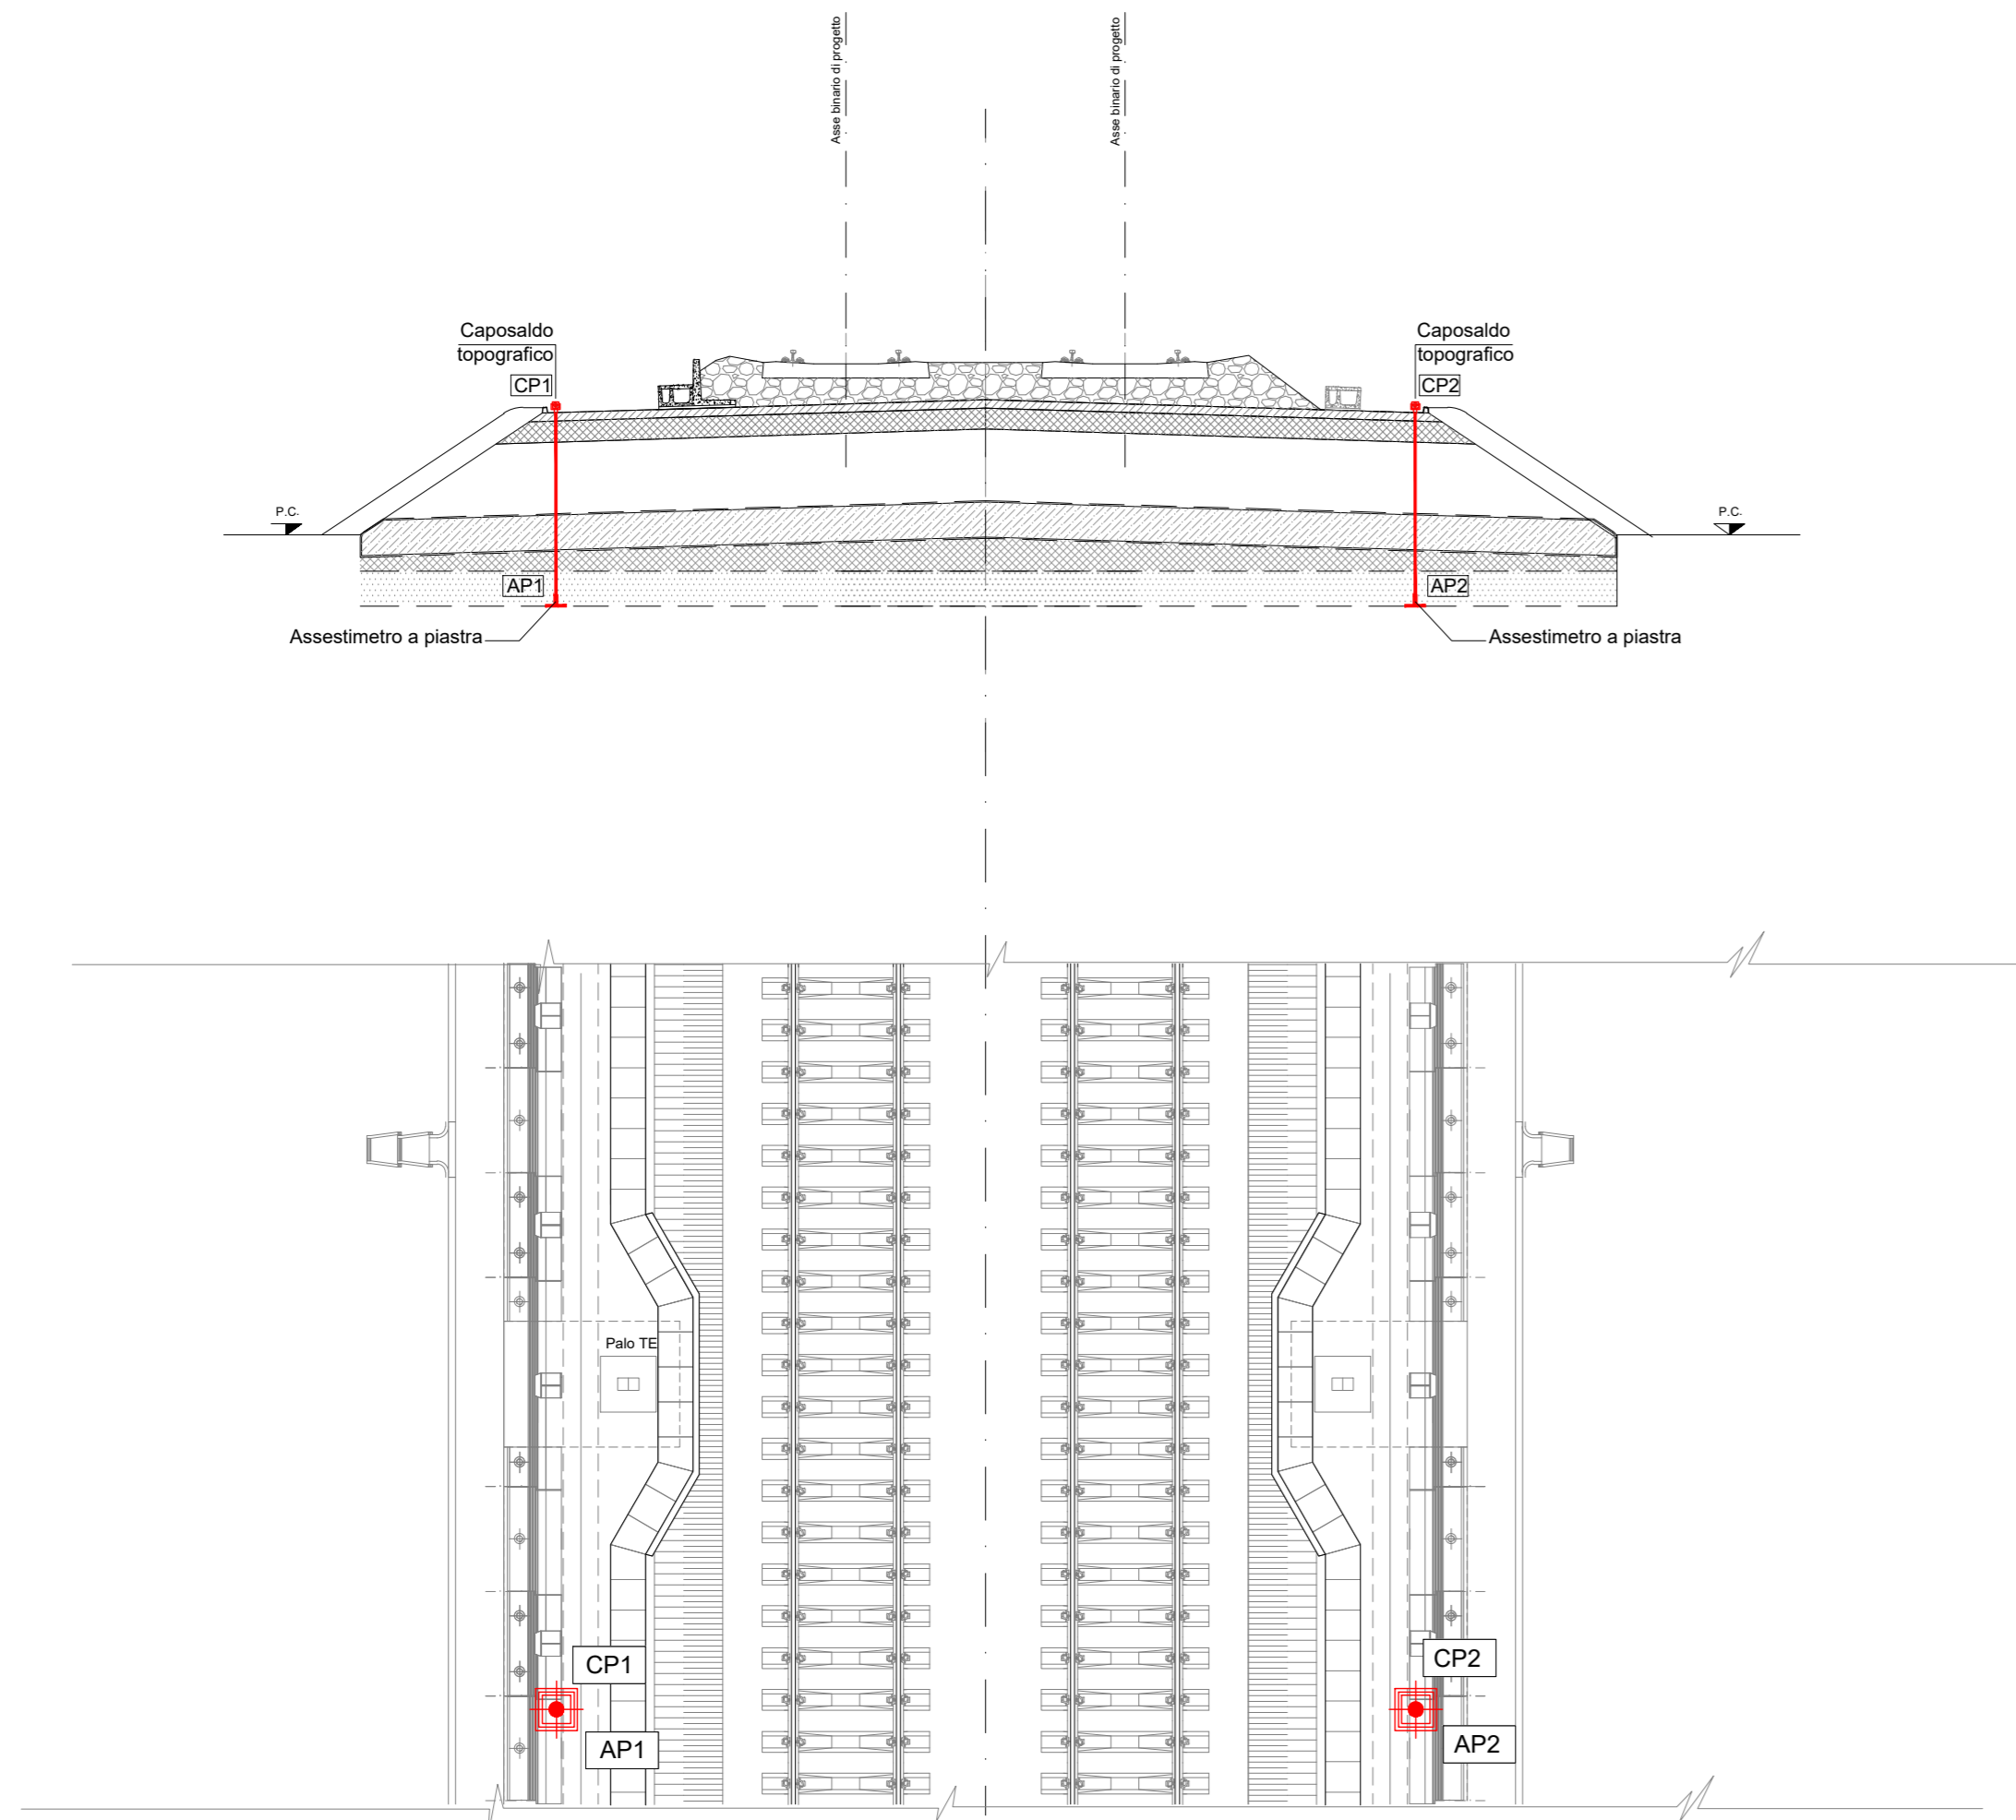 Asse binario di progetto
Asse binario di progetto
Caposaldo
topografico
CP1
Caposaldo
topografico
CP2
P.C.
P.C.
AP1
AP2
Assestimetro a piastra
Assestimetro a piastra
Palo TE
CP1
CP2
AP1
AP2